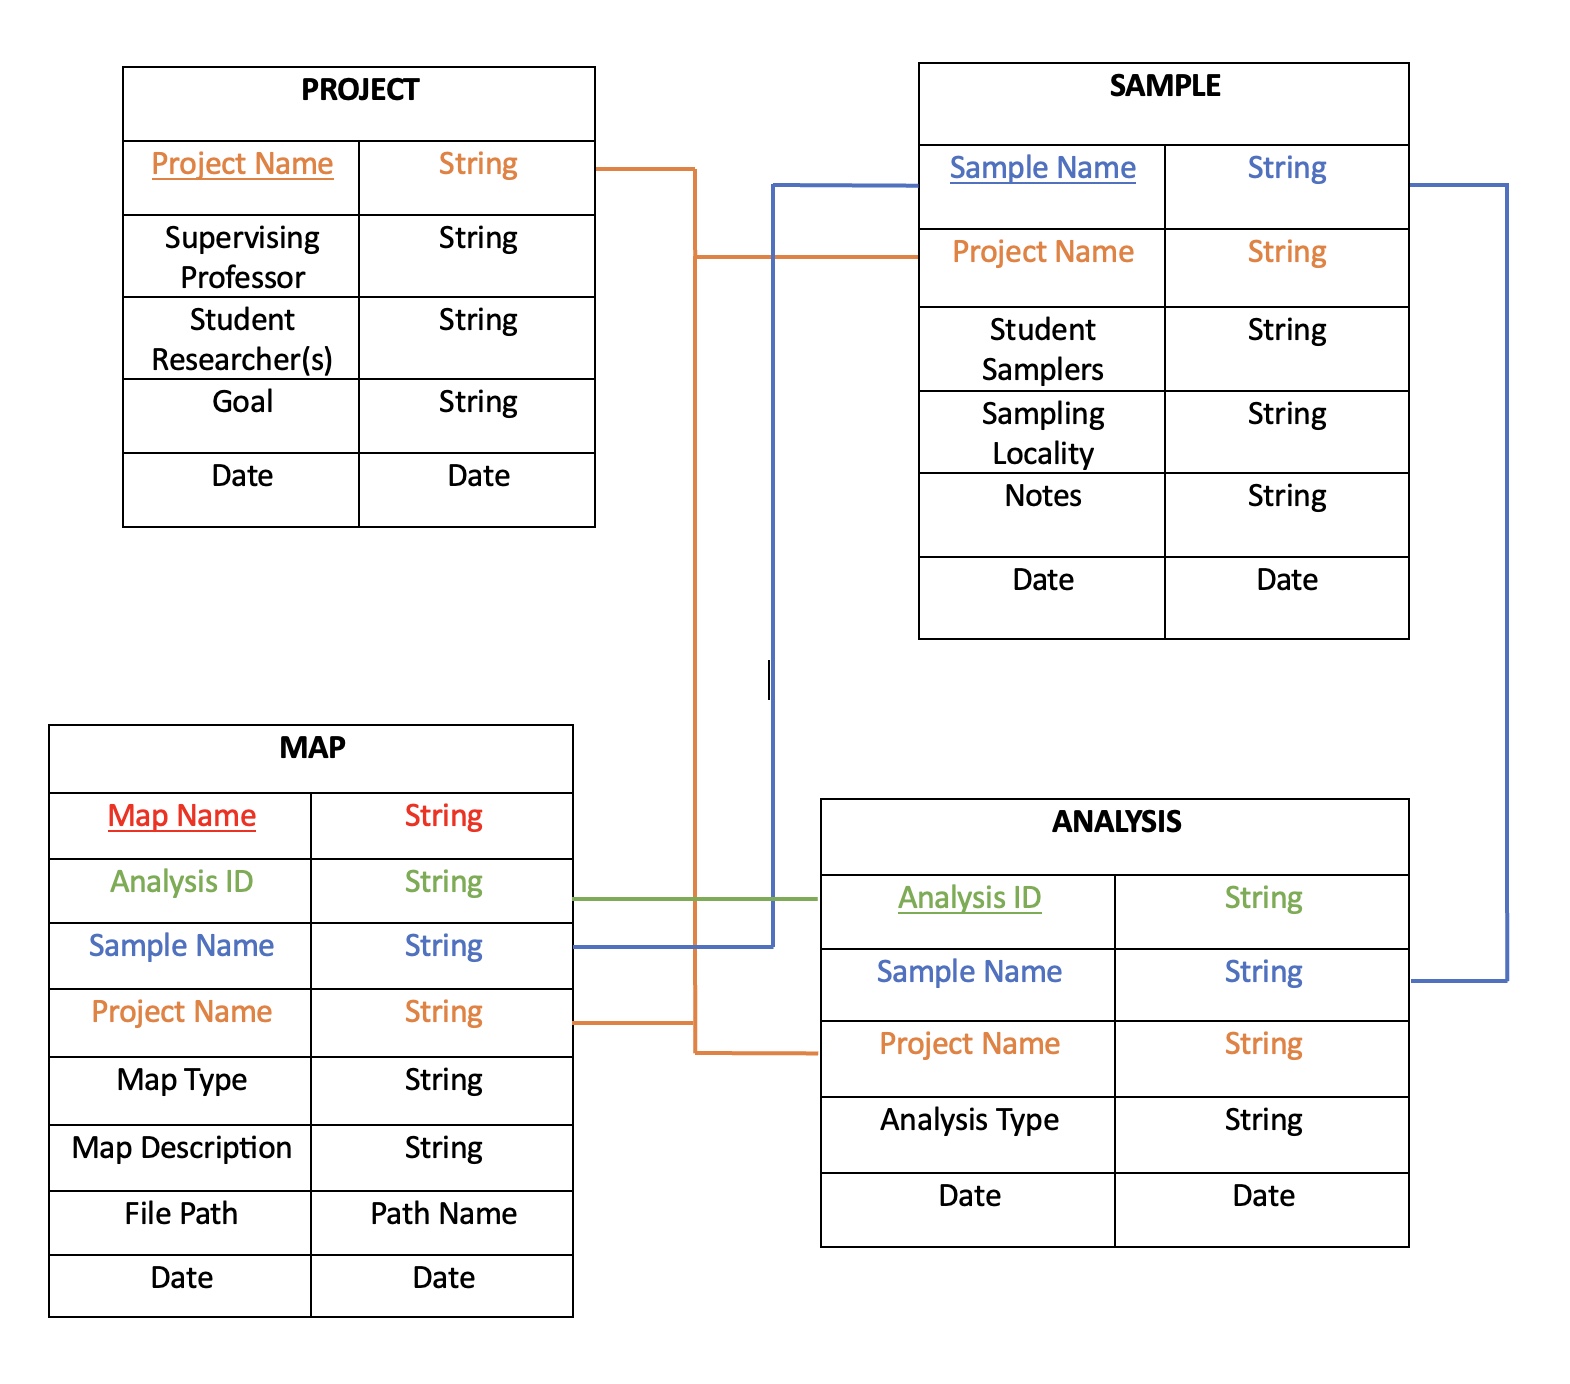 PROJECT
Project Name String
Supervising String
Professor
Student String
Researcher(s)
Goal String
Date Date
SAMPLE
Sample Name String
Project Name String
Student String
Samplers
Sampling String
Locality
Notes String
Date Date
MAP
Map Name String
Analysis ID String
Sample Name String
Project Name String
Map Type String
Map Description String
File Path Path Name
Date Date
ANALYSIS
Analysis ID String
Sample Name String
Project Name String
Analysis Type String
Date Date